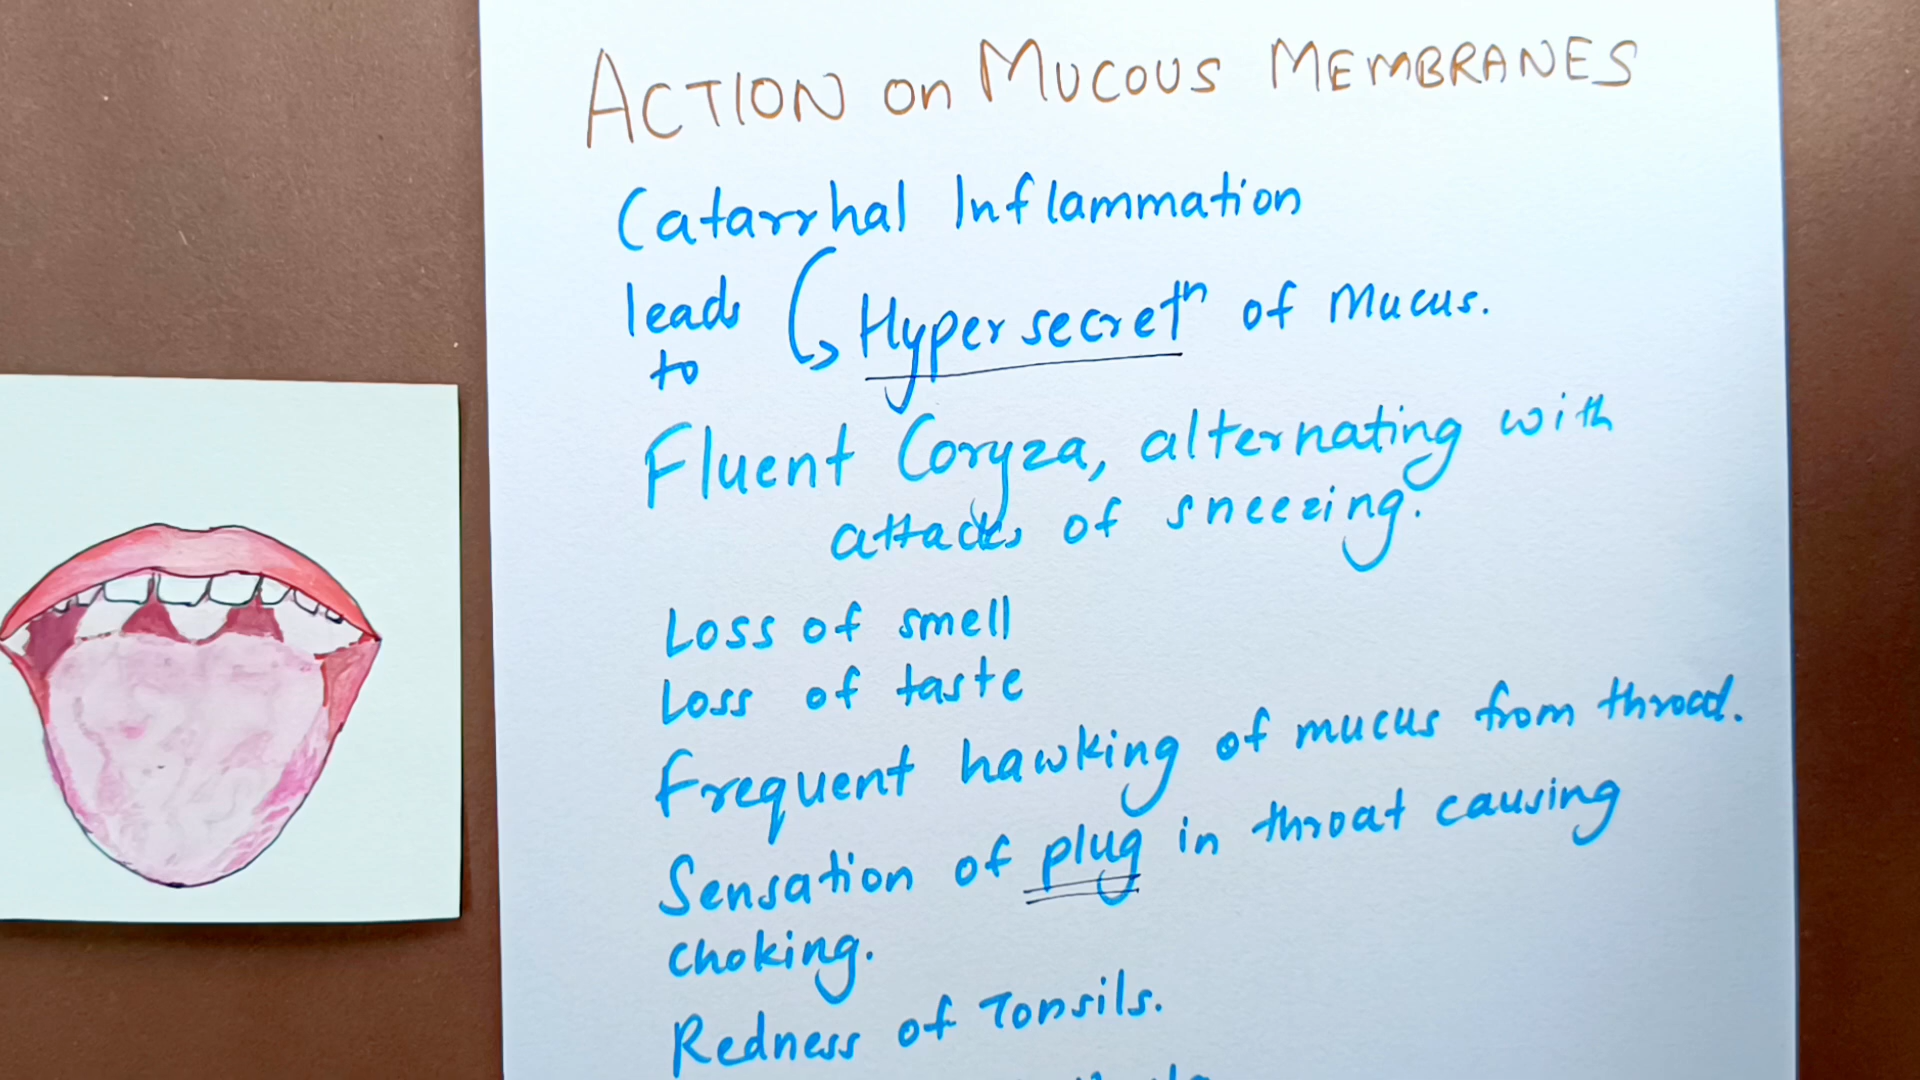 ACTION on MUCOUS MEMBRANES
Catarrhal Inflammation
leads to Hypersecretⁿ of Mucus.
Fluent Coryza, alternating with
attacks of sneezing.
Loss of smell
Loss of taste
Frequent hawking of mucus from throat.
Sensation of plug in throat causing
choking.
Redness of Tonsils.